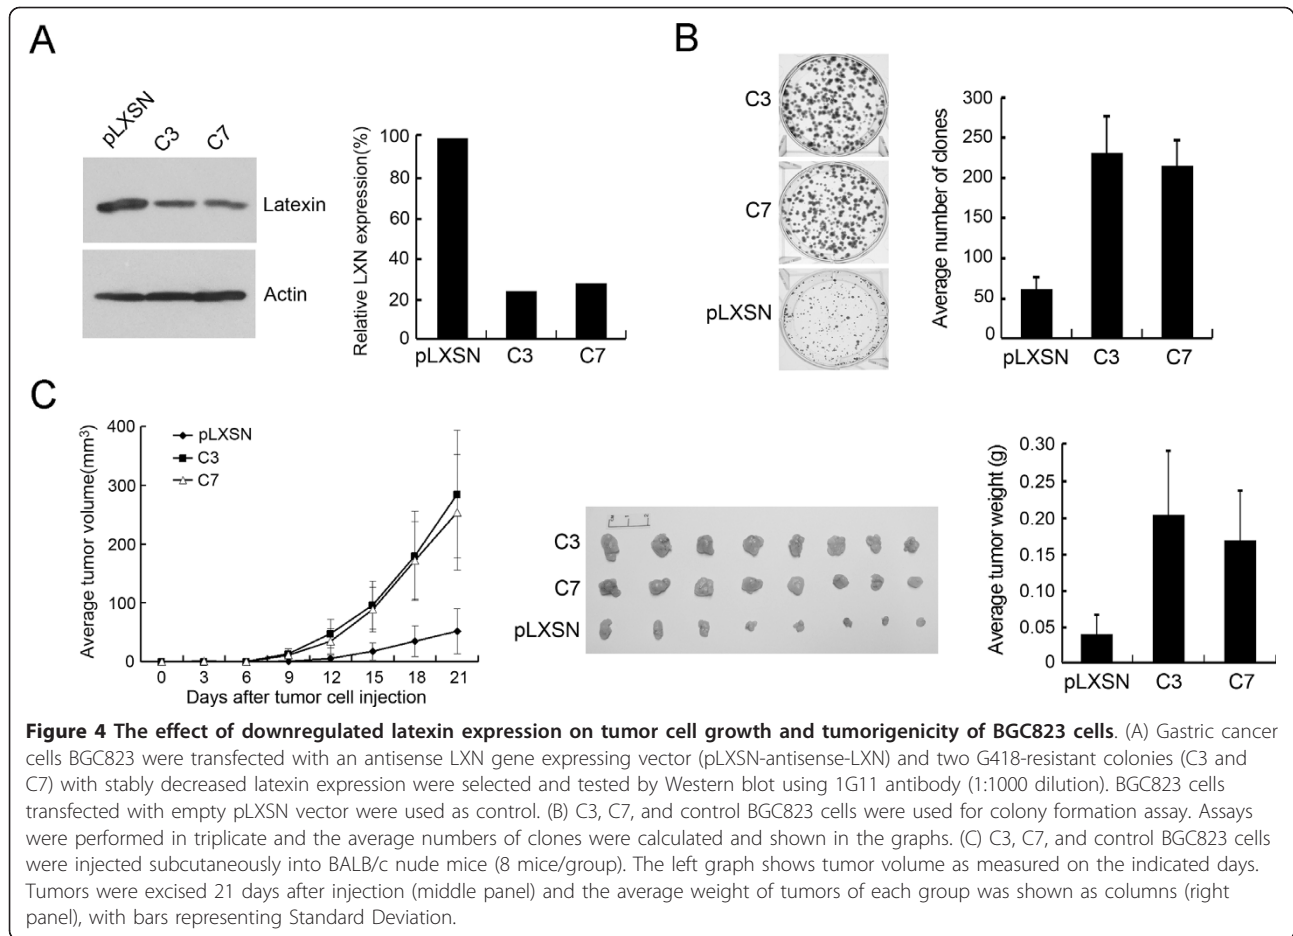 A
pLXSN C3 C7
Latexin
Actin
Relative LXN expression(%)
100
80
60
40
20
0
pLXSN C3 C7
B
C3
C7
pLXSN
Average number of clones
300
250
200
150
100
50
0
pLXSN C3 C7
C
Average tumor volume(mm³)
400
300
200
100
0
pLXSN
C3
C7
0 3 6 9 12 15 18 21
Days after tumor cell injection
C3
C7
pLXSN
Average tumor weight (g)
0.30
0.25
0.20
0.15
0.10
0.05
0
pLXSN C3 C7
Figure 4 The effect of downregulated latexin expression on tumor cell growth and tumorigenicity of BGC823 cells. (A) Gastric cancer
cells BGC823 were transfected with an antisense LXN gene expressing vector (pLXSN-antisense-LXN) and two G418-resistant colonies (C3 and
C7) with stably decreased latexin expression were selected and tested by Western blot using 1G11 antibody (1:1000 dilution). BGC823 cells
transfected with empty pLXSN vector were used as control. (B) C3, C7, and control BGC823 cells were used for colony formation assay. Assays
were performed in triplicate and the average numbers of clones were calculated and shown in the graphs. (C) C3, C7, and control BGC823 cells
were injected subcutaneously into BALB/c nude mice (8 mice/group). The left graph shows tumor volume as measured on the indicated days.
Tumors were excised 21 days after injection (middle panel) and the average weight of tumors of each group was shown as columns (right
panel), with bars representing Standard Deviation.